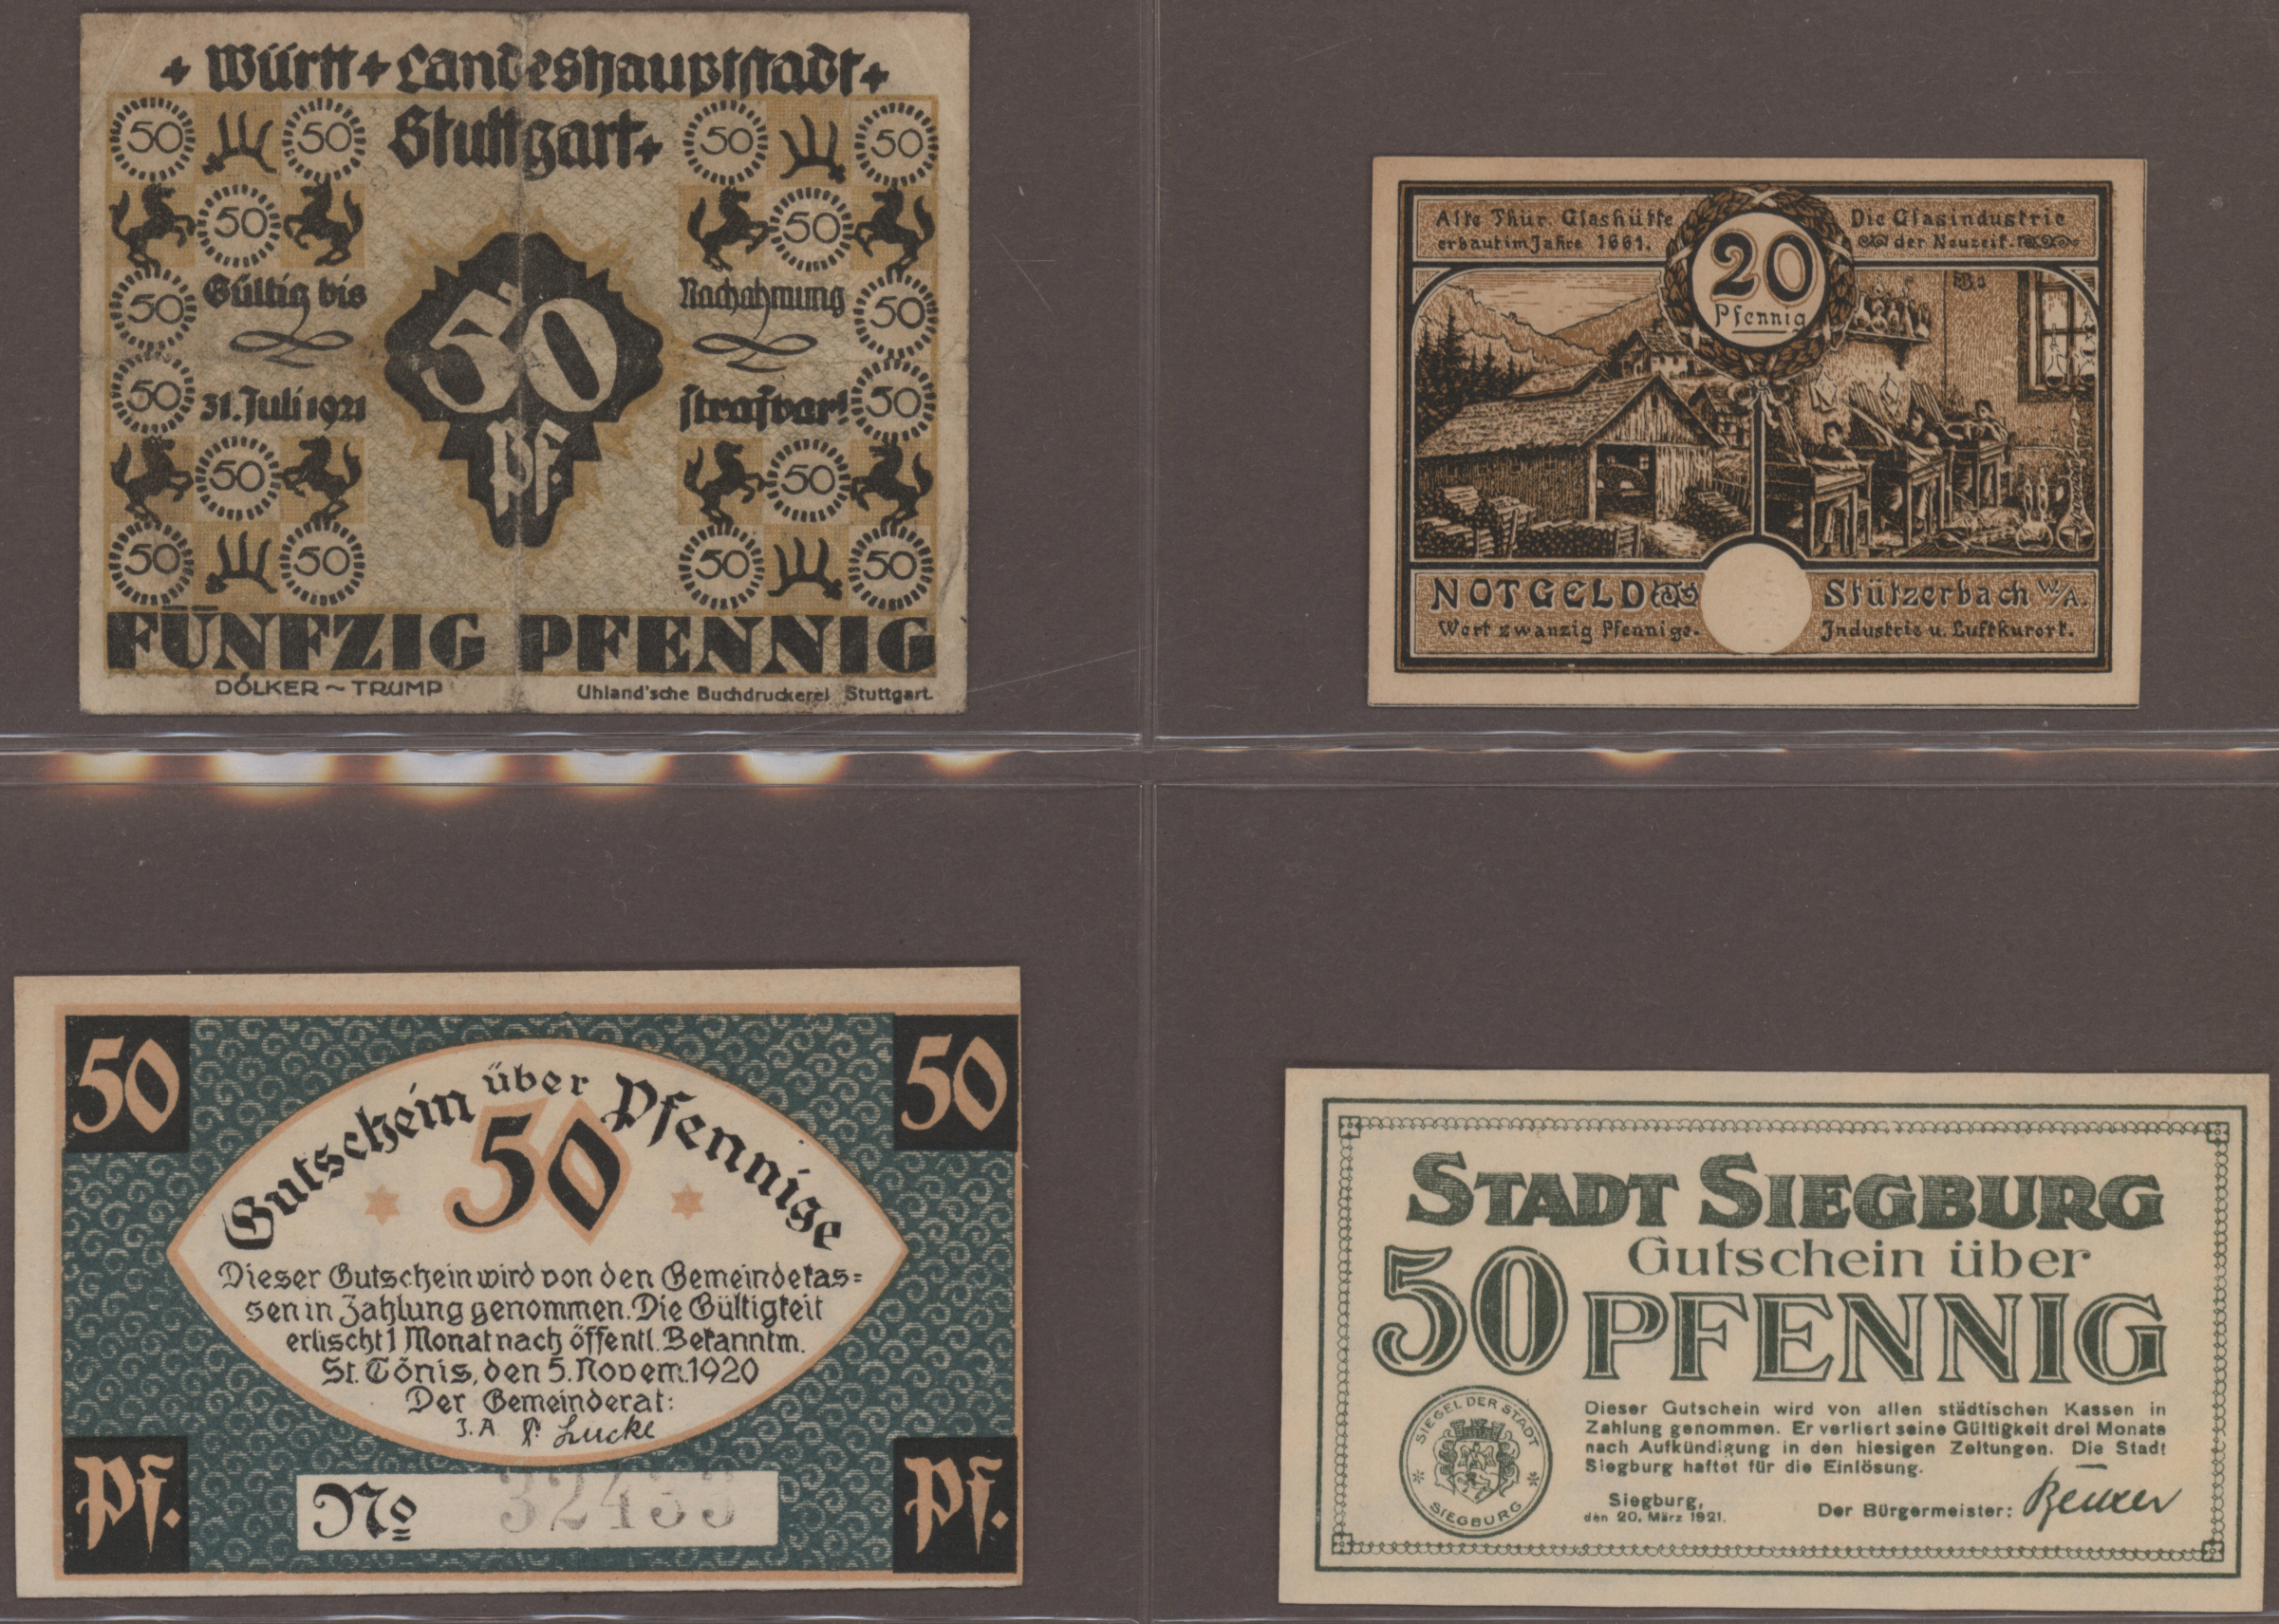 Württ Landeshauptstadt
Stuttgart
50 50 50 50
50 50
50 Gültig bis Nachahmung 50
50 Pf.
50 31. Juli 1921 strafbar! 50
50 50
50 50 50 50
FÜNFZIG PFENNIG
DÖLKER ~ TRUMP Uhland'sche Buchdruckerei Stuttgart.
Alte Thür. Glashütte
erbaut im Jahre 1661.
20
Pfennig
Die Glasindustrie
der Neuzeit.
NOTGELD
Wert zwanzig Pfennige.
Stützerbach W/A.
Industrie u. Luftkurort.
50 50
Gutschein über Pfennige
50
Dieser Gutschein wird von den Gemeindekas=
sen in Zahlung genommen. Die Gültigkeit
erlischt 1 Monat nach öffentl. Bekanntm.
St. Tönis, den 5. Novem. 1920
Der Gemeinderat:
J. A. P. Lucke
Pf. Pf.
No 32433
STADT SIEGBURG
Gutschein über
50 PFENNIG
SIEGEL DER STADT
SIEGBURG
Dieser Gutschein wird von allen städtischen Kassen in
Zahlung genommen. Er verliert seine Gültigkeit drei Monate
nach Aufkündigung in den hiesigen Zeitungen. Die Stadt
Siegburg haftet für die Einlösung.
Siegburg,
den 20. März 1921.
Der Bürgermeister: